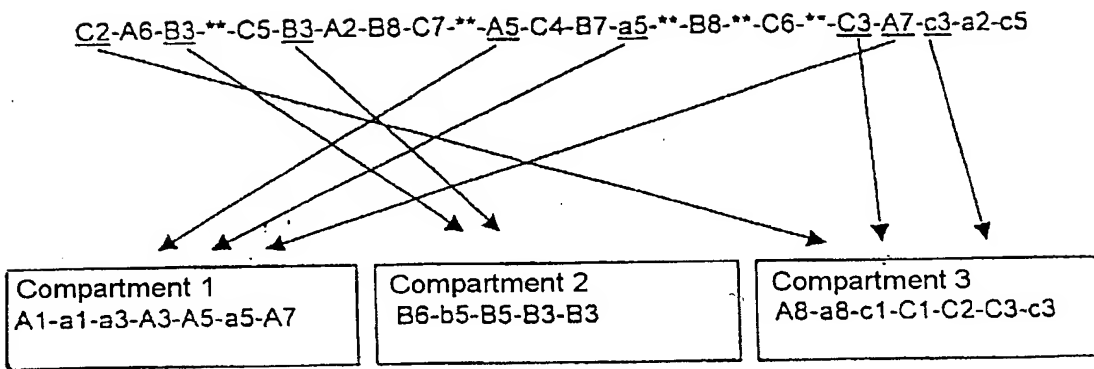 C2-A6-B3-**-C5-B3-A2-B8-C7-**-A5-C4-B7-a5-**-B8-**-C6-**-C3-A7-c3-a2-c5
Compartment 1
A1-a1-a3-A3-A5-a5-A7
Compartment 2
B6-b5-B5-B3-B3
Compartment 3
A8-a8-c1-C1-C2-C3-c3